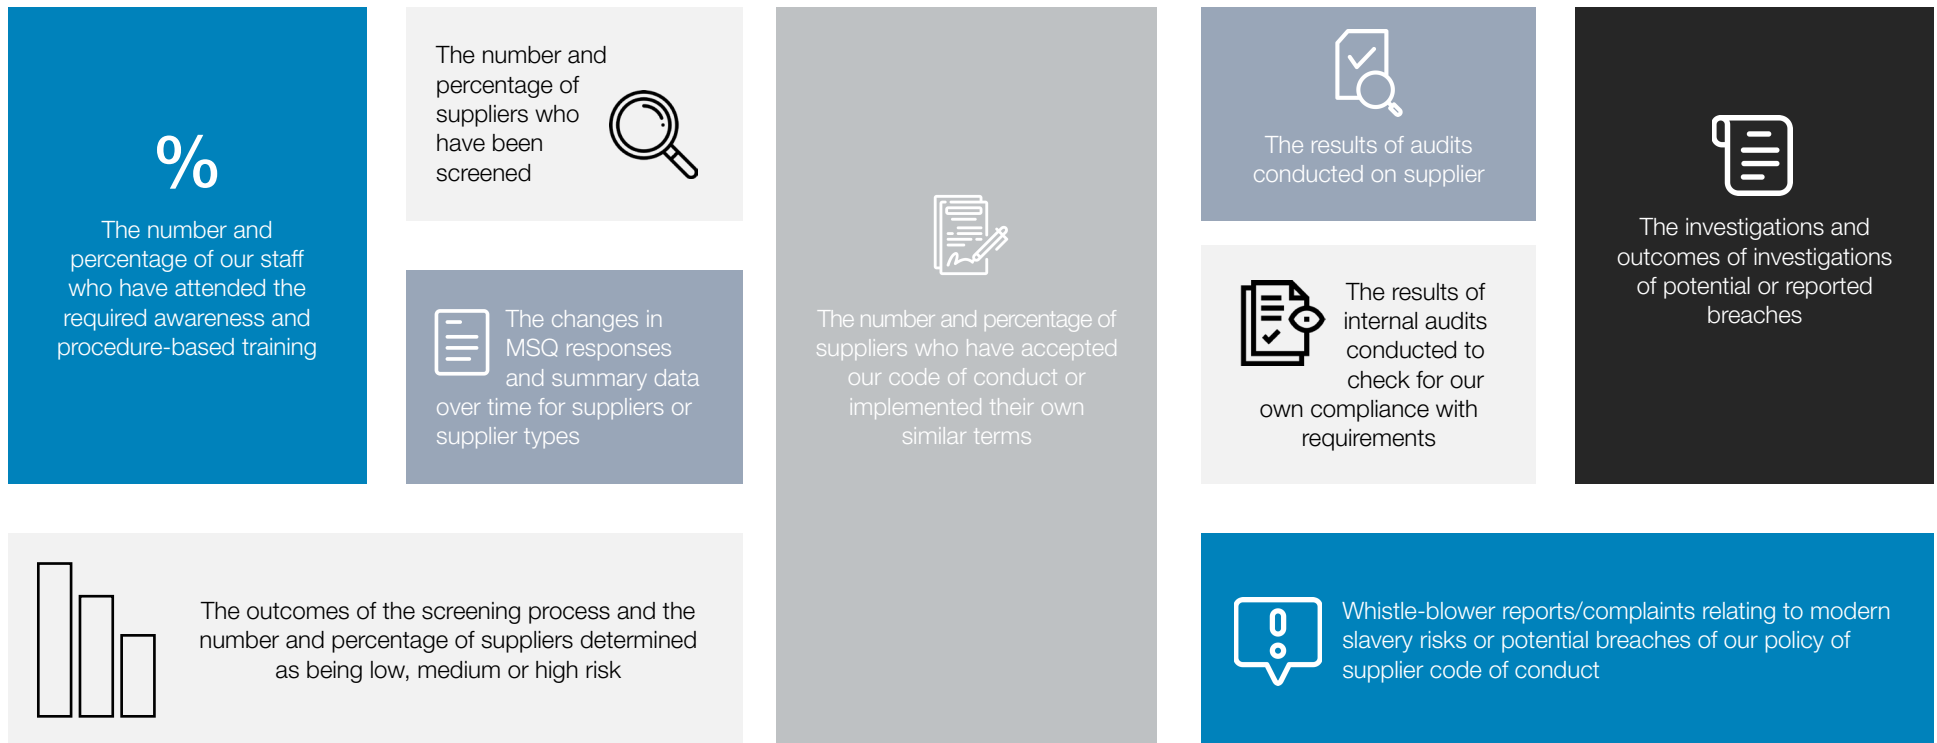 %
The number and
percentage of our staff
who have attended the
required awareness and
procedure-based training
The number and
percentage of
suppliers who
have been
screened
The changes in
MSQ responses
and summary data
over time for suppliers or
supplier types
The number and percentage of
suppliers who have accepted
our code of conduct or
implemented their own
similar terms
The results of audits
conducted on supplier
The results of
internal audits
conducted to
check for our
own compliance with
requirements
The investigations and
outcomes of investigations
of potential or reported
breaches
The outcomes of the screening process and the
number and percentage of suppliers determined
as being low, medium or high risk
Whistle-blower reports/complaints relating to modern
slavery risks or potential breaches of our policy of
supplier code of conduct